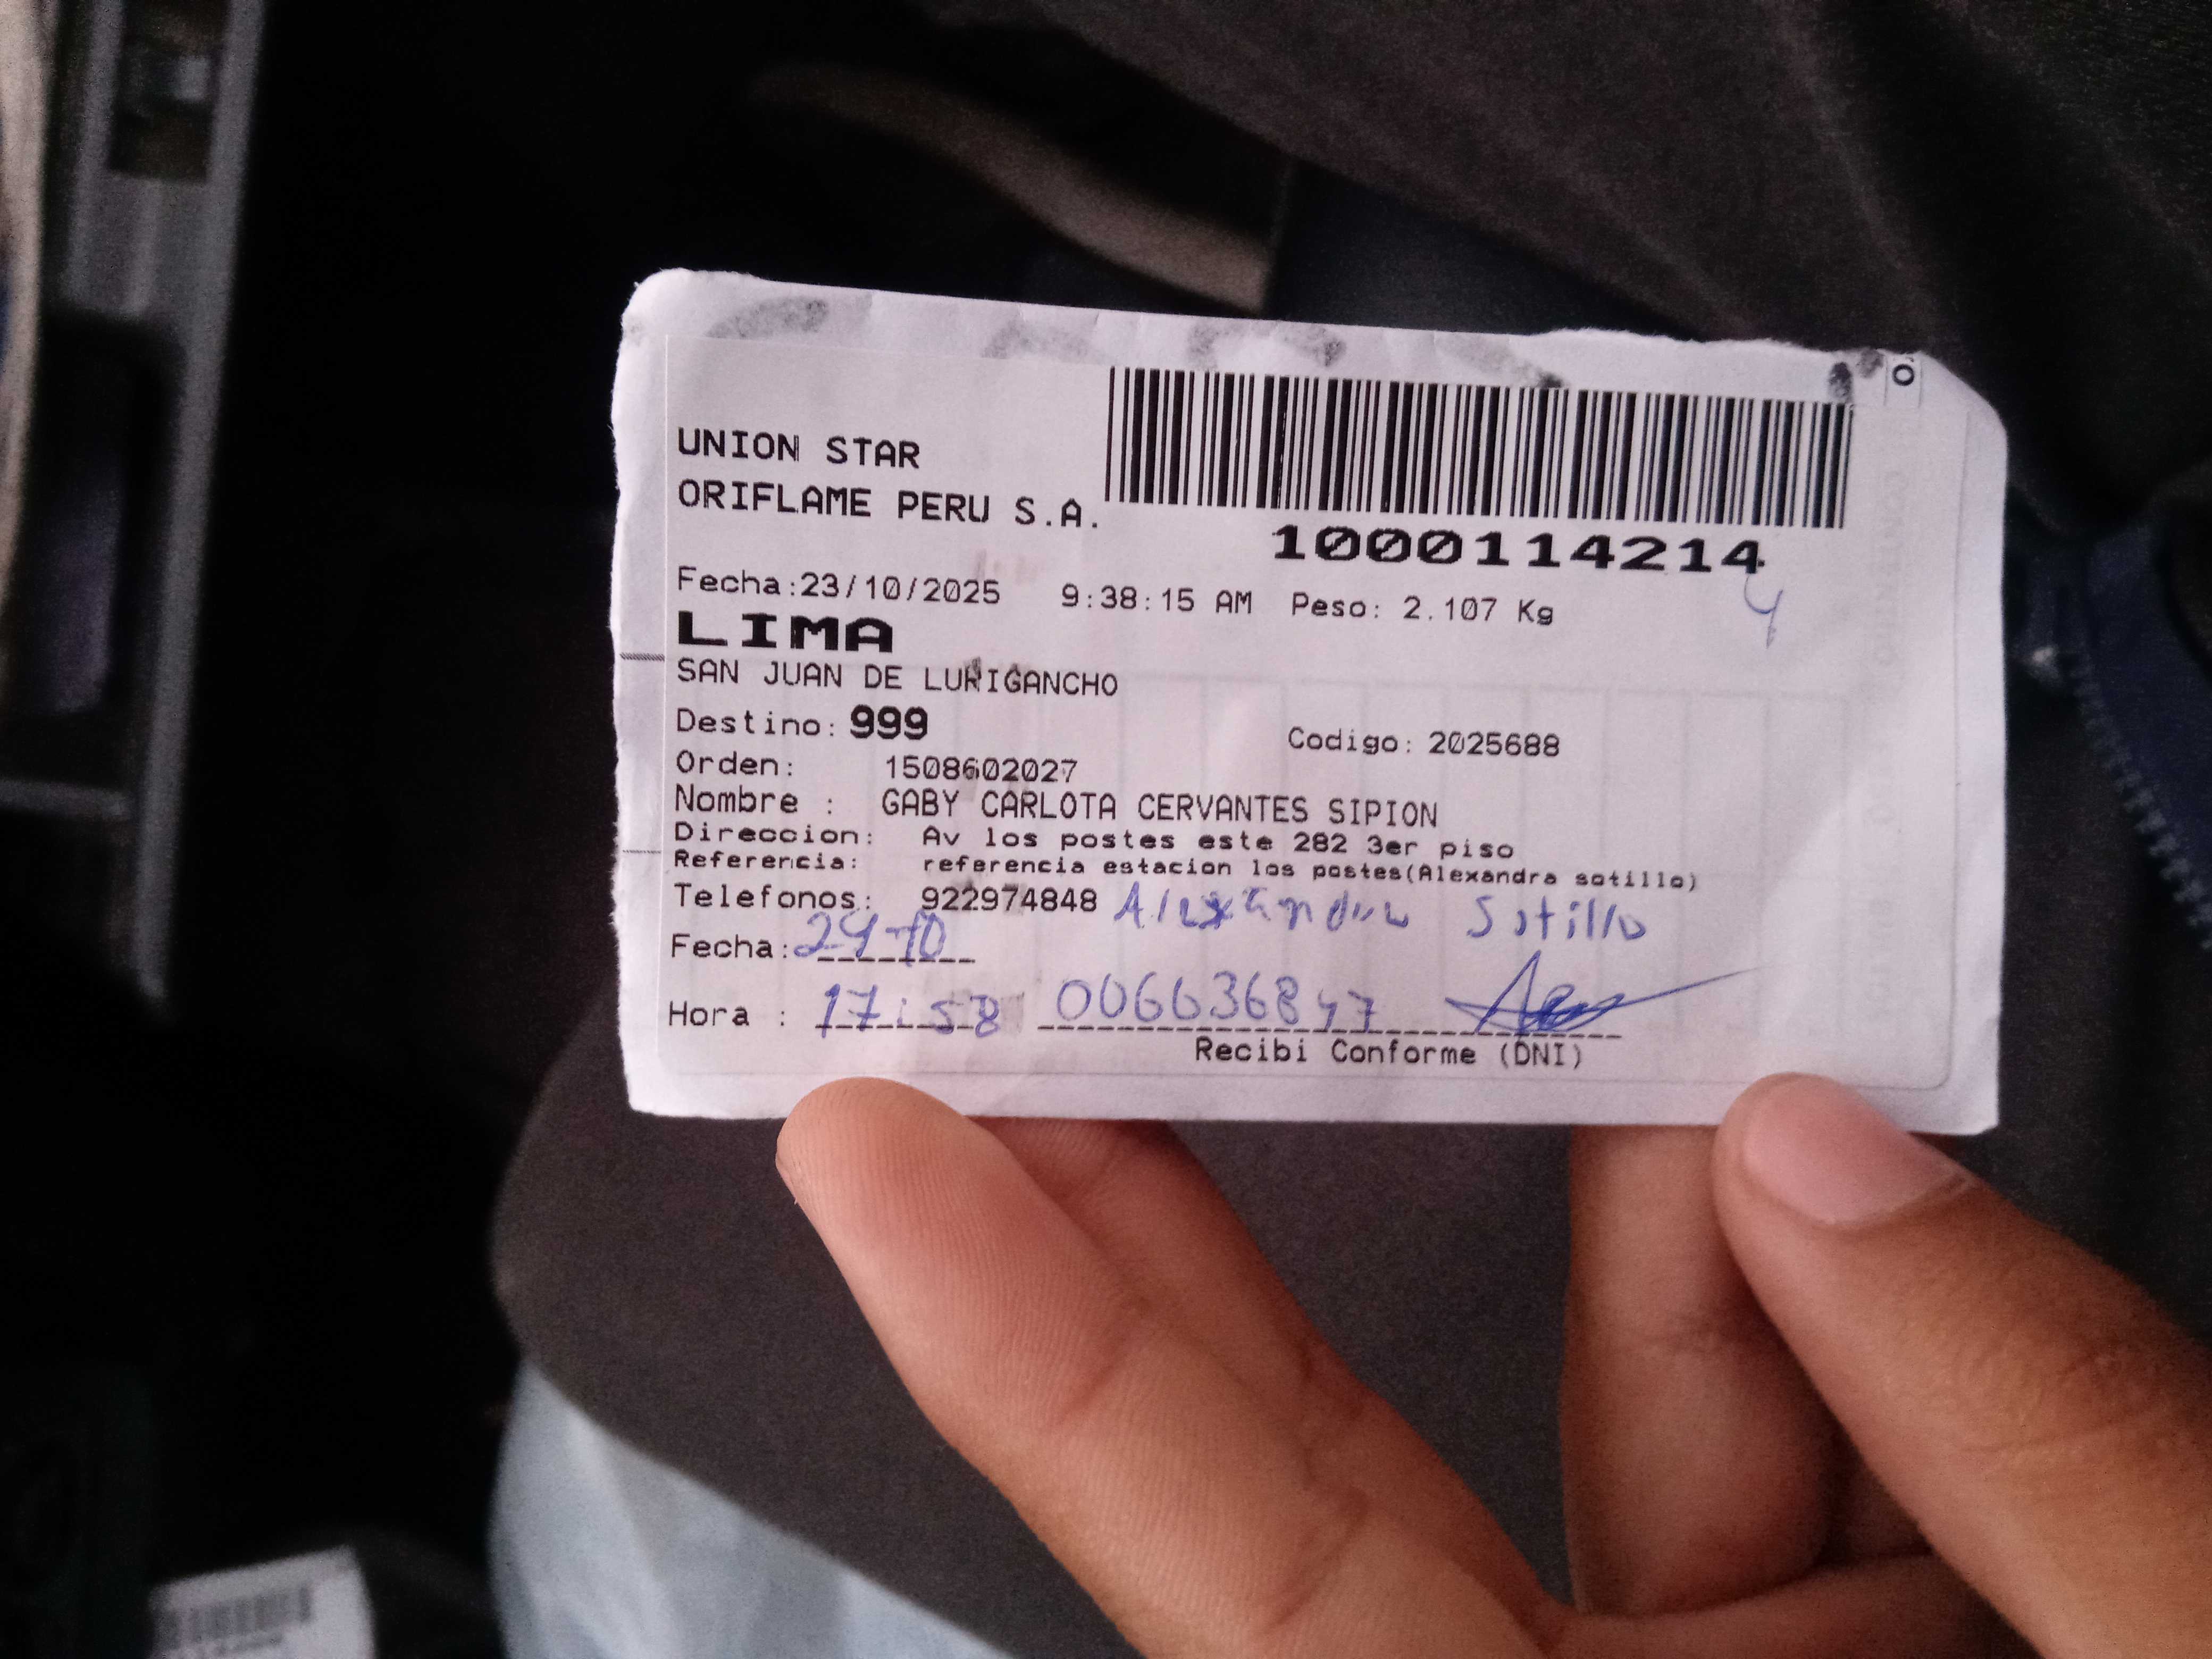 UNION STAR
ORIFLAME PERU S.A.
1000114214
4
Fecha:23/10/2025 9:38:15 AM Peso: 2.107 Kg
LIMA
SAN JUAN DE LURIGANCHO
Destino: 999 Codigo: 2025688
Orden: 1508602027
Nombre : GABY CARLOTA CERVANTES SIPION
Direccion: Av los postes este 282 3er piso
Referencia: referencia estacion los postes(Alexandra sotillo)
Telefonos: 922974848 Alexandra Sotillo
Fecha: 24-10
Hora : 17:58 006636847
Recibi Conforme (DNI)